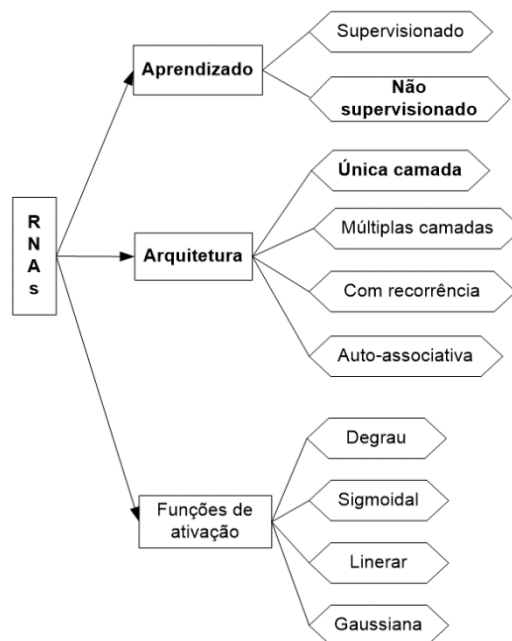 Supervisionado
Aprendizado
Não
supervisionado
Única camada
R
N
A
s
Múltiplas camadas
Arquitetura
Com recorrência
Auto-associativa
Degrau
Funções de
ativação
Sigmoidal
Linerar
Gaussiana